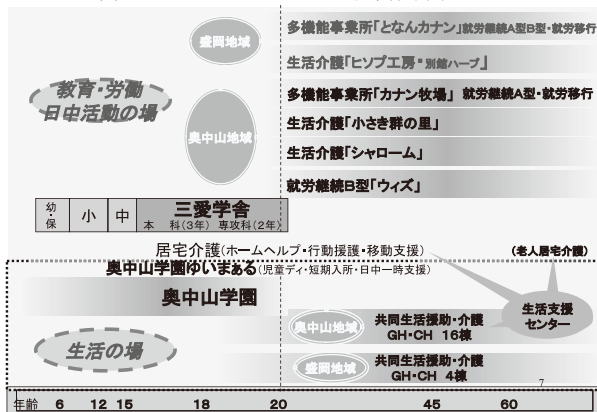 盛岡地域
多機能事業所「となんカナン」就労継続A型B型・就労移行
生活介護「ヒソプ工房・別館ハープ」
教育・労働
日中活動の場
奥中山地域
多機能事業所「カナン牧場」 就労継続A型・就労移行
生活介護「小さき群の里」
生活介護「シャローム」
就労継続B型「ウィズ」
幼・保
小
中
三愛学舎
本 科(3年) 専攻科(2年)
居宅介護(ホームヘルプ・行動援護・移動支援)
(老人居宅介護)
奥中山学園ゆいまぁる(児童ディ・短期入所・日中一時支援)
奥中山学園
生活支援
センター
奥中山地域
共同生活援助・介護
GH・CH 16棟
生活の場
盛岡地域
共同生活援助・介護
GH・CH 4棟
7
年齢 6 12 15 18 20 45 60